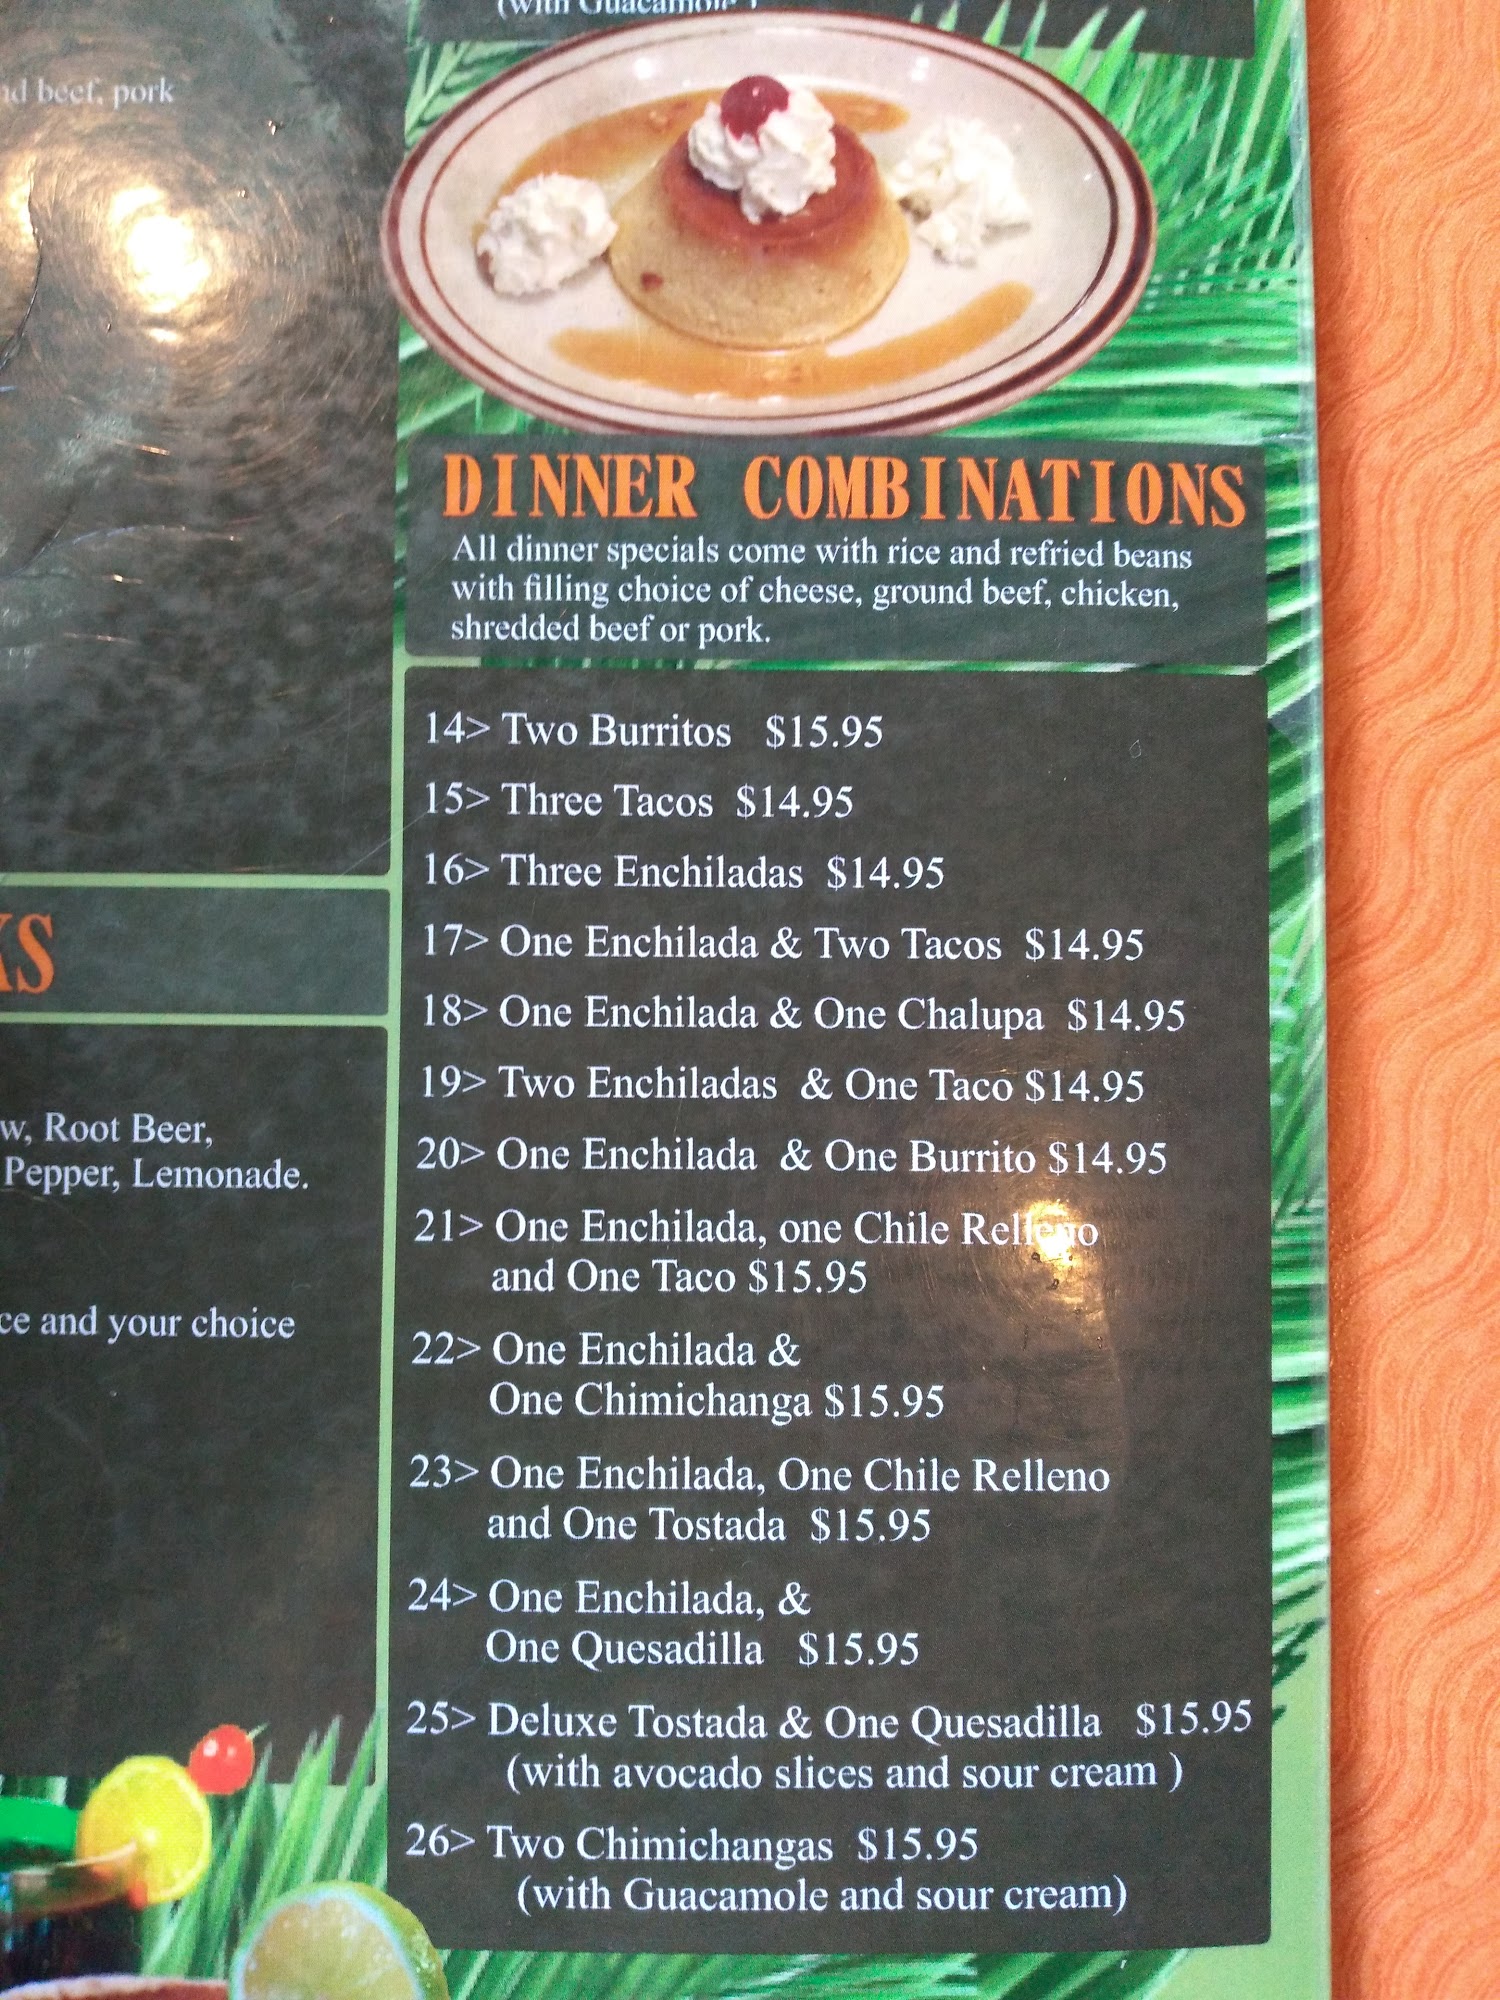 (with Guacamole )
beef, pork
DINNER COMBINATIONS
All dinner specials come with rice and refried beans
with filling choice of cheese, ground beef, chicken,
shredded beef or pork.
14> Two Burritos $15.95
15> Three Tacos $14.95
16> Three Enchiladas $14.95
17> One Enchilada & Two Tacos $14.95
18> One Enchilada & One Chalupa $14.95
19> Two Enchiladas & One Taco $14.95
20> One Enchilada & One Burrito $14.95
21> One Enchilada, one Chile Relleno
and One Taco $15.95
22> One Enchilada &
One Chimichanga $15.95
23> One Enchilada, One Chile Relleno
and One Tostada $15.95
24> One Enchilada, &
One Quesadilla $15.95
25> Deluxe Tostada & One Quesadilla $15.95
(with avocado slices and sour cream )
26> Two Chimichangas $15.95
(with Guacamole and sour cream)
Root Beer,
Pepper, Lemonade.
and your choice